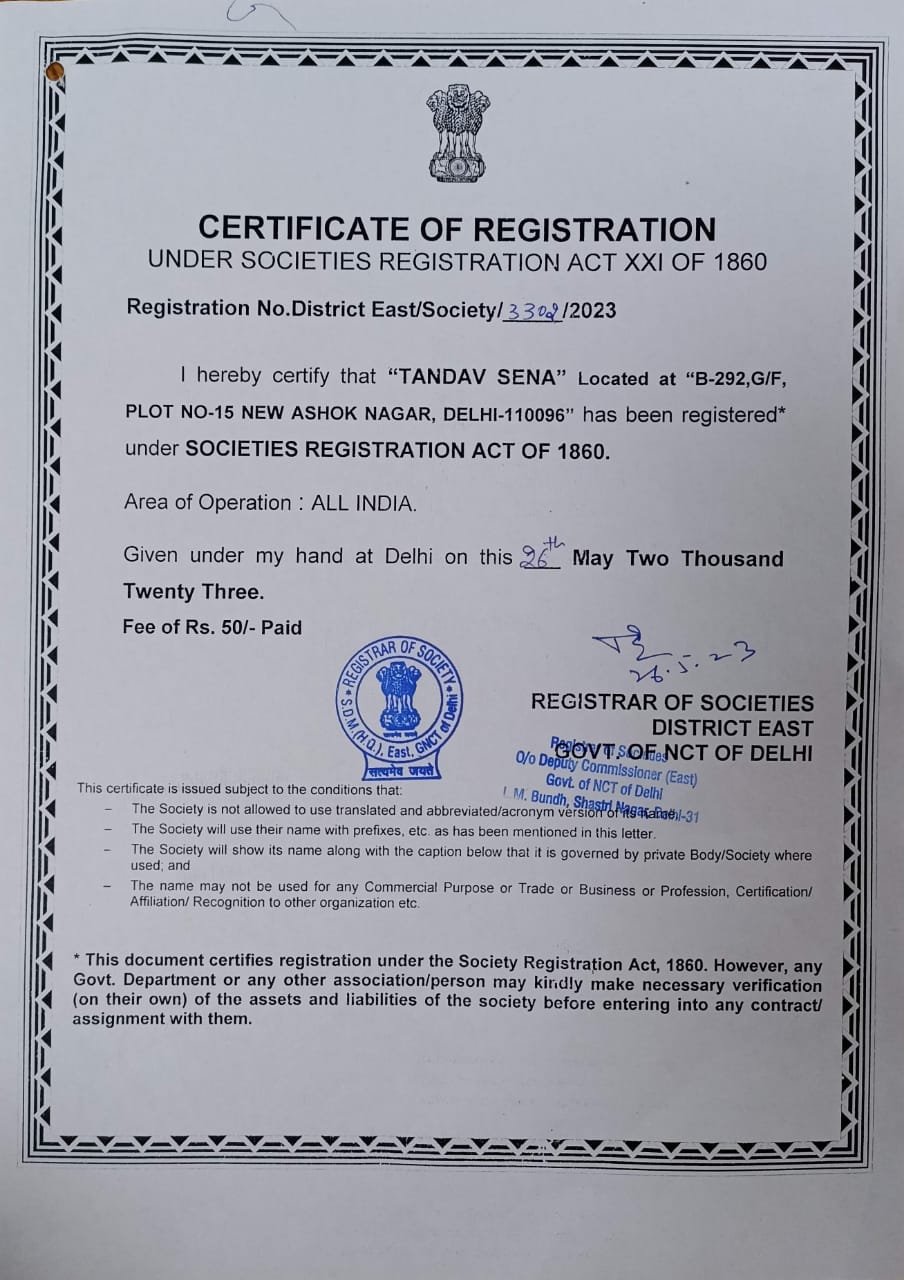 CERTIFICATE OF REGISTRATION
UNDER SOCIETIES REGISTRATION ACT XXI OF 1860
Registration No.District East/Society/3302/2023
I hereby certify that “TANDAV SENA“ Located at “B-292,G/F,
PLOT NO-15 NEW ASHOK NAGAR, DELHI-110096” has been registered*
under SOCIETIES REGISTRATION ACT OF 1860.
Area of Operation : ALL INDIA.
Given under my hand at Delhi on this 26th May Two Thousand
Twenty Three.
Fee of Rs. 50/- Paid
26.5.23
REGISTRAR OF SOCIETY
S.D.M.(H.Q.), East, GNCT of Delhi
सत्यमेव जयते
REGISTRAR OF SOCIETIES
DISTRICT EAST
GOVT. OF NCT OF DELHI
Registrar of Societies
O/o Deputy Commissioner (East)
Govt. of NCT of Delhi
L. M. Bundh, Shastri Nagar, Delhi-31
This certificate is issued subject to the conditions that:
– The Society is not allowed to use translated and abbreviated/acronym version of its name.
– The Society will use their name with prefixes, etc. as has been mentioned in this letter.
– The Society will show its name along with the caption below that it is governed by private Body/Society where
used; and
– The name may not be used for any Commercial Purpose or Trade or Business or Profession, Certification/
Affiliation/ Recognition to other organization etc.
* This document certifies registration under the Society Registration Act, 1860. However, any
Govt. Department or any other association/person may kindly make necessary verification
(on their own) of the assets and liabilities of the society before entering into any contract/
assignment with them.